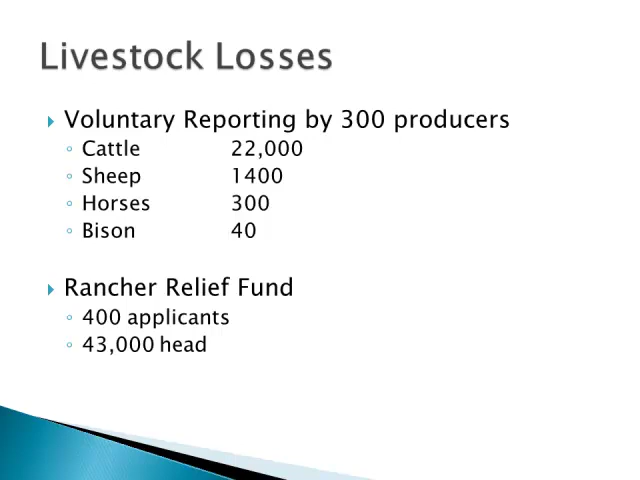 Livestock Losses
Voluntary Reporting by 300 producers
Cattle 22,000
Sheep 1400
Horses 300
Bison 40
Rancher Relief Fund
400 applicants
43,000 head